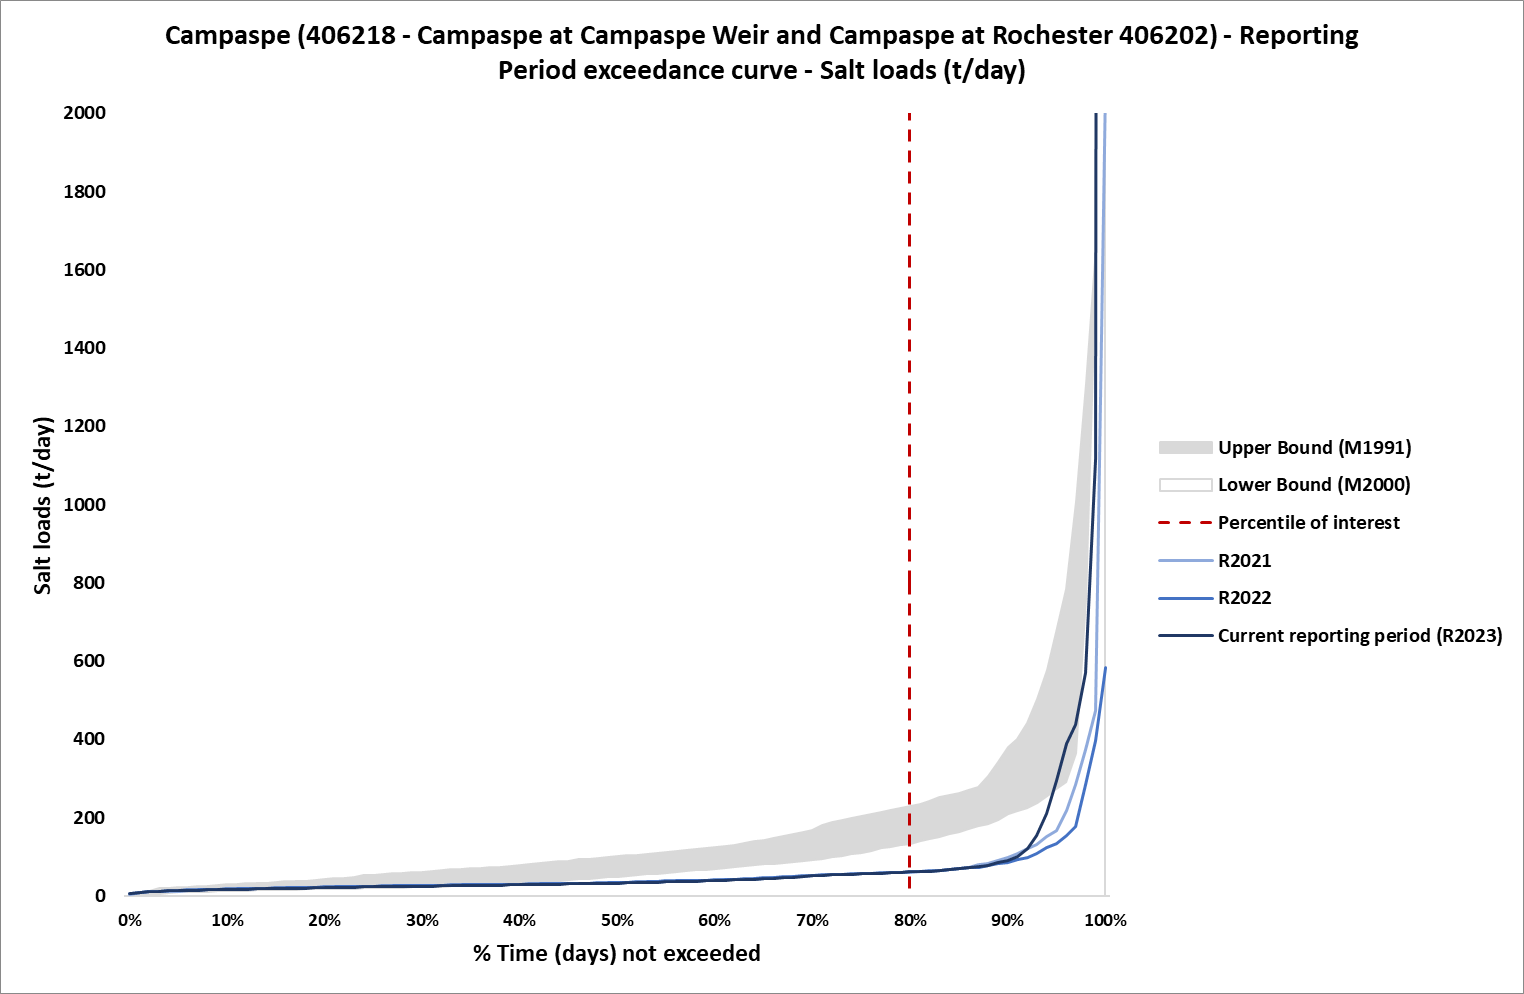 Campaspe (406218 - Campaspe at Campaspe Weir and Campaspe at Rochester 406202) - Reporting
Period exceedance curve - Salt loads (t/day)
2000
1800
1600
1400
1200
1000
800
600
400
200
0
Salt loads (t/day)
0% 10% 20% 30% 40% 50% 60% 70% 80% 90% 100%
% Time (days) not exceeded
Upper Bound (M1991)
Lower Bound (M2000)
Percentile of interest
R2021
R2022
Current reporting period (R2023)